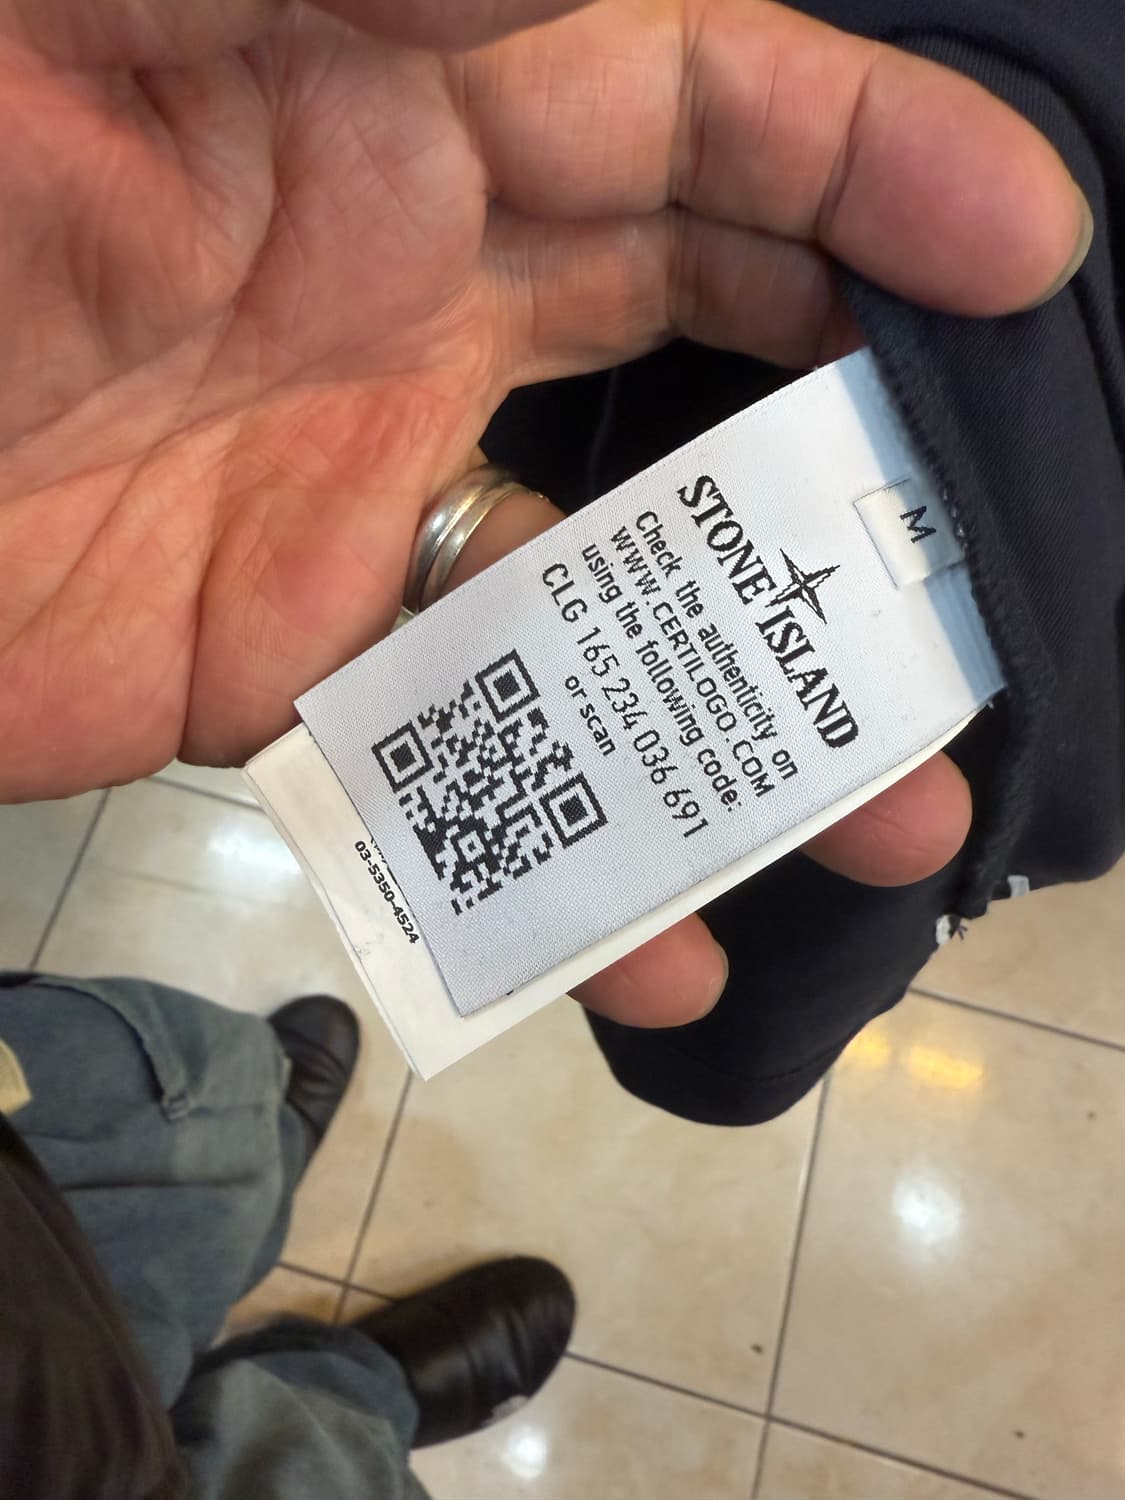 M
STONE ISLAND
Check the authenticity on
WWW.CERTILOGO.COM
using the following code:
CLG 165 234 036 691
or scan
03-5350-4524